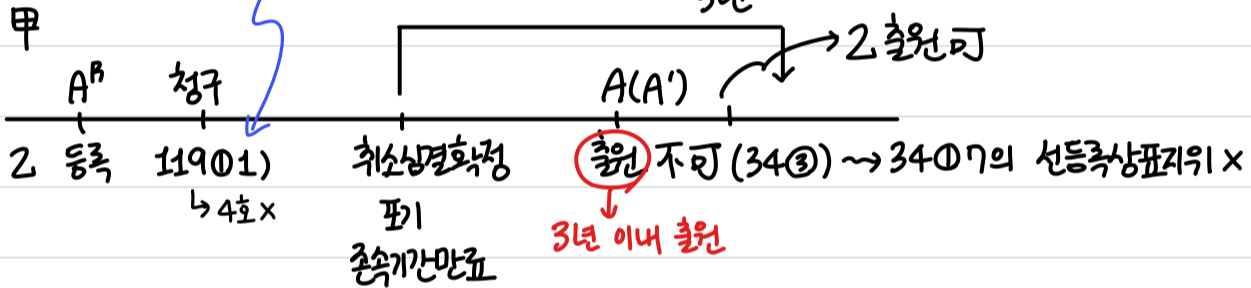 3년
甲
A^R 청구 A(A') 2 출원 可
2 등록 119①1) 취소심결확정 출원 不可 (34③) ~> 34①7의 선등록상표지위 x
↳ 4호 x 포기 3년 이내 출원
존속기간만료